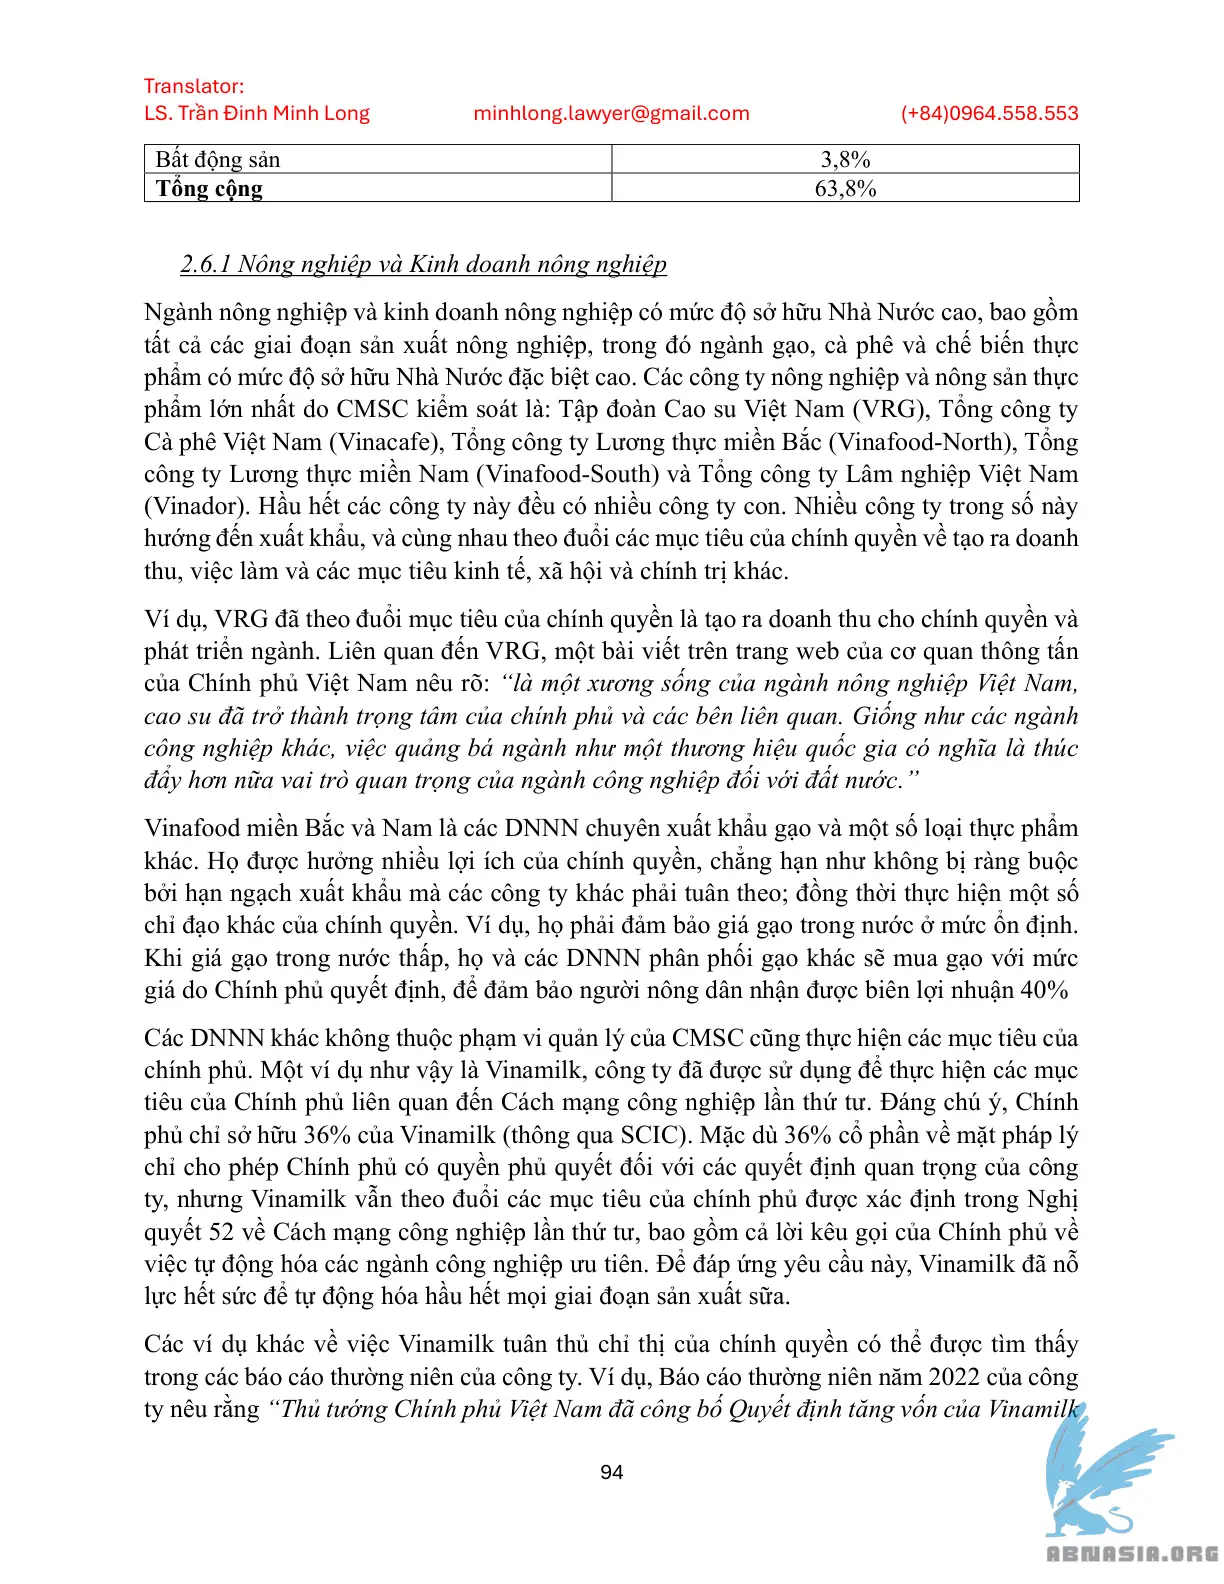 Translator:
LS. Trần Đinh Minh Long minhlong.lawyer@gmail.com (+84)0964.558.553
Bất động sản 3,8%
Tổng cộng 63,8%
2.6.1 Nông nghiệp và Kinh doanh nông nghiệp
Ngành nông nghiệp và kinh doanh nông nghiệp có mức độ sở hữu Nhà Nước cao, bao gồm
tất cả các giai đoạn sản xuất nông nghiệp, trong đó ngành gạo, cà phê và chế biến thực
phẩm có mức độ sở hữu Nhà Nước đặc biệt cao. Các công ty nông nghiệp và nông sản thực
phẩm lớn nhất do CMSC kiểm soát là: Tập đoàn Cao su Việt Nam (VRG), Tổng công ty
Cà phê Việt Nam (Vinacafe), Tổng công ty Lương thực miền Bắc (Vinafood-North), Tổng
công ty Lương thực miền Nam (Vinafood-South) và Tổng công ty Lâm nghiệp Việt Nam
(Vinador). Hầu hết các công ty này đều có nhiều công ty con. Nhiều công ty trong số này
hướng đến xuất khẩu, và cùng nhau theo đuổi các mục tiêu của chính quyền về tạo ra doanh
thu, việc làm và các mục tiêu kinh tế, xã hội và chính trị khác.
Ví dụ, VRG đã theo đuổi mục tiêu của chính quyền là tạo ra doanh thu cho chính quyền và
phát triển ngành. Liên quan đến VRG, một bài viết trên trang web của cơ quan thông tấn
của Chính phủ Việt Nam nêu rõ: “là một xương sống của ngành nông nghiệp Việt Nam,
cao su đã trở thành trọng tâm của chính phủ và các bên liên quan. Giống như các ngành
công nghiệp khác, việc quảng bá ngành như một thương hiệu quốc gia có nghĩa là thúc
đẩy hơn nữa vai trò quan trọng của ngành công nghiệp đối với đất nước.”
Vinafood miền Bắc và Nam là các DNNN chuyên xuất khẩu gạo và một số loại thực phẩm
khác. Họ được hưởng nhiều lợi ích của chính quyền, chẳng hạn như không bị ràng buộc
bởi hạn ngạch xuất khẩu mà các công ty khác phải tuân theo; đồng thời thực hiện một số
chỉ đạo khác của chính quyền. Ví dụ, họ phải đảm bảo giá gạo trong nước ở mức ổn định.
Khi giá gạo trong nước thấp, họ và các DNNN phân phối gạo khác sẽ mua gạo với mức
giá do Chính phủ quyết định, để đảm bảo người nông dân nhận được biên lợi nhuận 40%
Các DNNN khác không thuộc phạm vi quản lý của CMSC cũng thực hiện các mục tiêu của
chính phủ. Một ví dụ như vậy là Vinamilk, công ty đã được sử dụng để thực hiện các mục
tiêu của Chính phủ liên quan đến Cách mạng công nghiệp lần thứ tư. Đáng chú ý, Chính
phủ chỉ sở hữu 36% của Vinamilk (thông qua SCIC). Mặc dù 36% cổ phần về mặt pháp lý
chỉ cho phép Chính phủ có quyền phủ quyết đối với các quyết định quan trọng của công
ty, nhưng Vinamilk vẫn theo đuổi các mục tiêu của chính phủ được xác định trong Nghị
quyết 52 về Cách mạng công nghiệp lần thứ tư, bao gồm cả lời kêu gọi của Chính phủ về
việc tự động hóa các ngành công nghiệp ưu tiên. Để đáp ứng yêu cầu này, Vinamilk đã nỗ
lực hết sức để tự động hóa hầu hết mọi giai đoạn sản xuất sữa.
Các ví dụ khác về việc Vinamilk tuân thủ chỉ thị của chính quyền có thể được tìm thấy
trong các báo cáo thường niên của công ty. Ví dụ, Báo cáo thường niên năm 2022 của công
ty nêu rằng “Thủ tướng Chính phủ Việt Nam đã công bố Quyết định tăng vốn của Vinamilk
94
ABNASIA.ORG